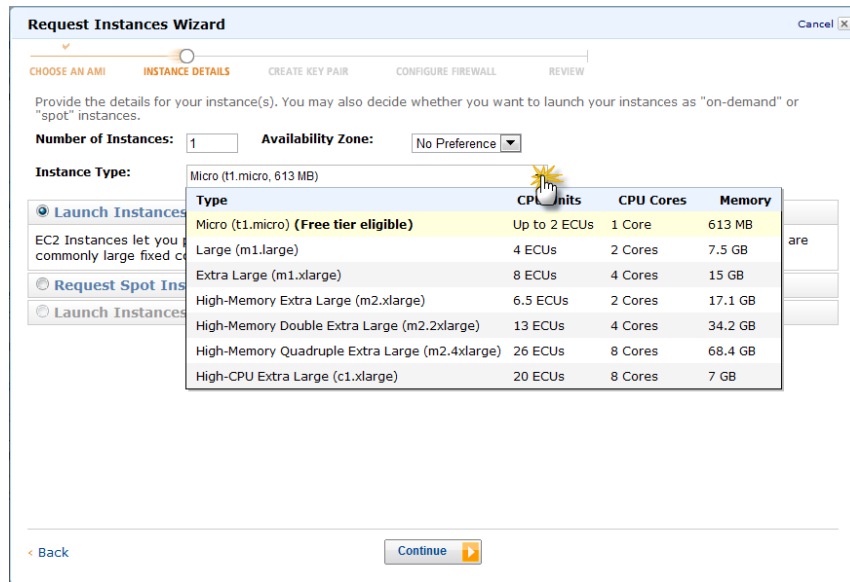 Request Instances Wizard
Cancel X
CHOOSE AN AMI INSTANCE DETAILS CREATE KEY PAIR CONFIGURE FIREWALL REVIEW
Provide the details for your instance(s). You may also decide whether you want to launch your instances as "on-demand" or
"spot" instances.
Number of Instances: 1 Availability Zone: No Preference
Instance Type: Micro (t1.micro, 613 MB)
Type CPU Units CPU Cores Memory
Launch Instances
Micro (t1.micro) (Free tier eligible) Up to 2 ECUs 1 Core 613 MB
EC2 Instances let you are
commonly large fixed
Large (m1.large) 4 ECUs 2 Cores 7.5 GB
Extra Large (m1.xlarge) 8 ECUs 4 Cores 15 GB
Request Spot Ins
High-Memory Extra Large (m2.xlarge) 6.5 ECUs 2 Cores 17.1 GB
Launch Instances
High-Memory Double Extra Large (m2.2xlarge) 13 ECUs 4 Cores 34.2 GB
High-Memory Quadruple Extra Large (m2.4xlarge) 26 ECUs 8 Cores 68.4 GB
High-CPU Extra Large (c1.xlarge) 20 ECUs 8 Cores 7 GB
< Back
Continue